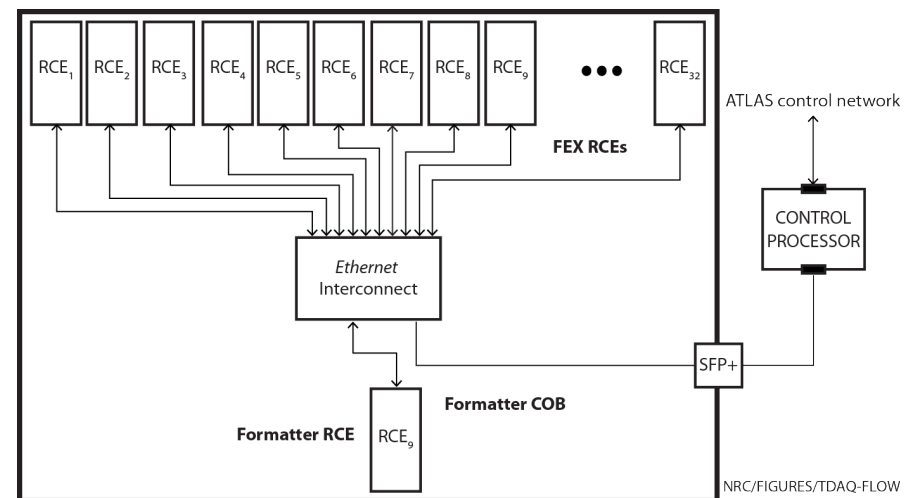 RCE₁ RCE₂ RCE₃ RCE₄ RCE₅ RCE₆ RCE₇ RCE₈ RCE₉ ••• RCE₃₂
ATLAS control network
FEX RCEs
CONTROL
PROCESSOR
Ethernet
Interconnect
SFP+
Formatter COB
Formatter RCE
RCE₉
NRC/FIGURES/TDAQ-FLOW